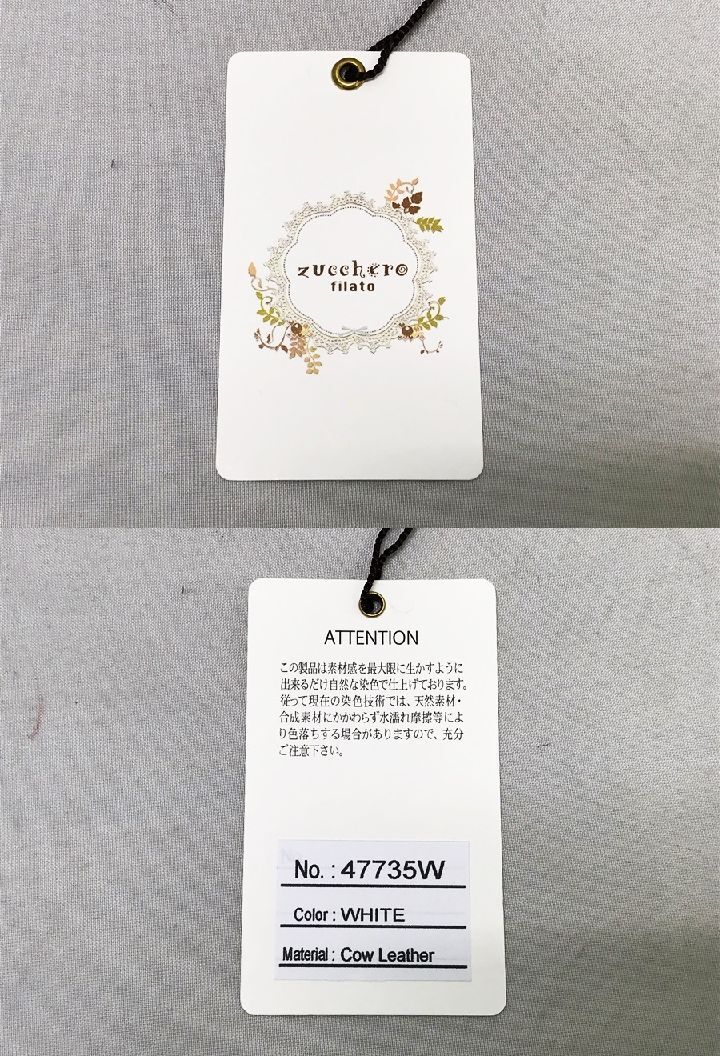 zucchero
filato
ATTENTION
この製品は素材感を最大限に生かすように
出来るだけ自然な染色で仕上げております。
従って現在の染色技術では、天然素材・
合成素材にかかわらず水濡れ摩擦等によ
り色落ちする場合がありますので、充分
ご注意下さい。
No. : 47735W
Color : WHITE
Material : Cow Leather